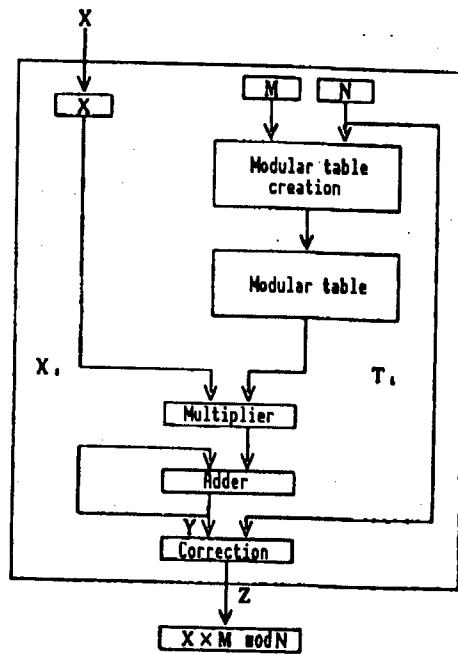 X
X
M N
Modular table
creation
Modular table
X i
T i
Multiplier
Adder
Y
Correction
Z
X × M mod N